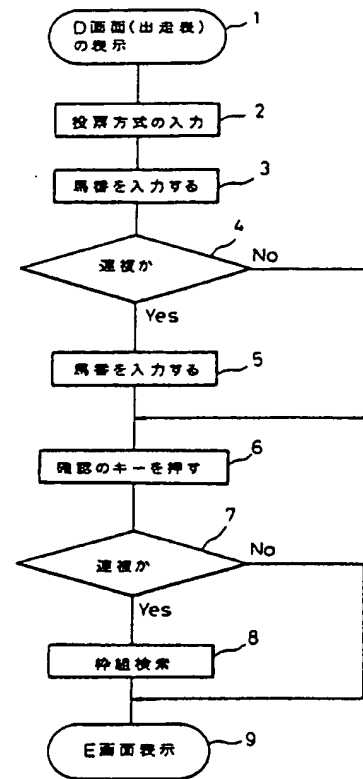 D画面(出走表)
の表示
1
投票方式の入力
2
馬番を入力する
3
連複か
4
No
Yes
馬番を入力する
5
確認のキーを押す
6
連複か
7
No
Yes
枠組検索
8
E画面表示
9